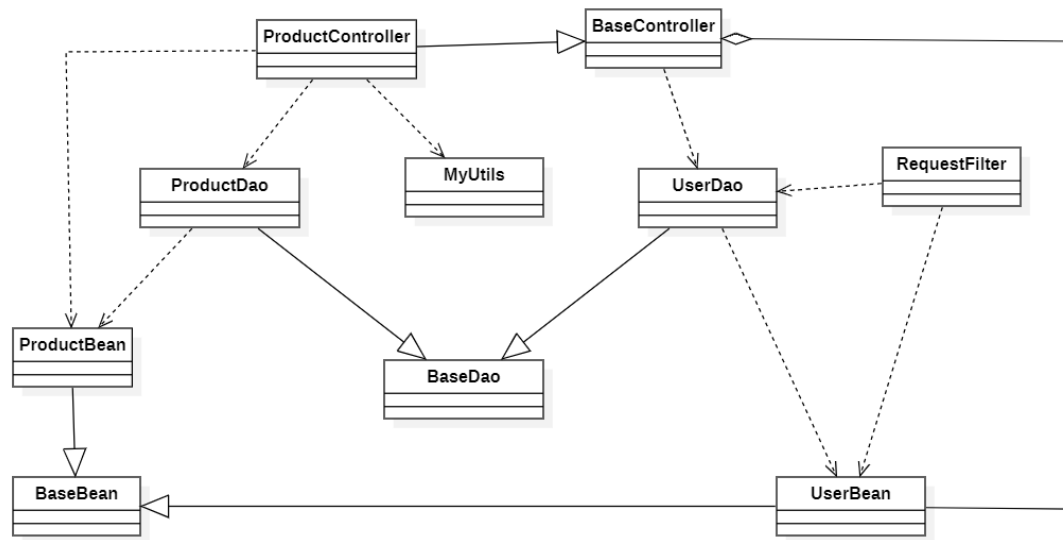 ProductController
BaseController
ProductDao
MyUtils
UserDao
RequestFilter
ProductBean
BaseDao
BaseBean
UserBean